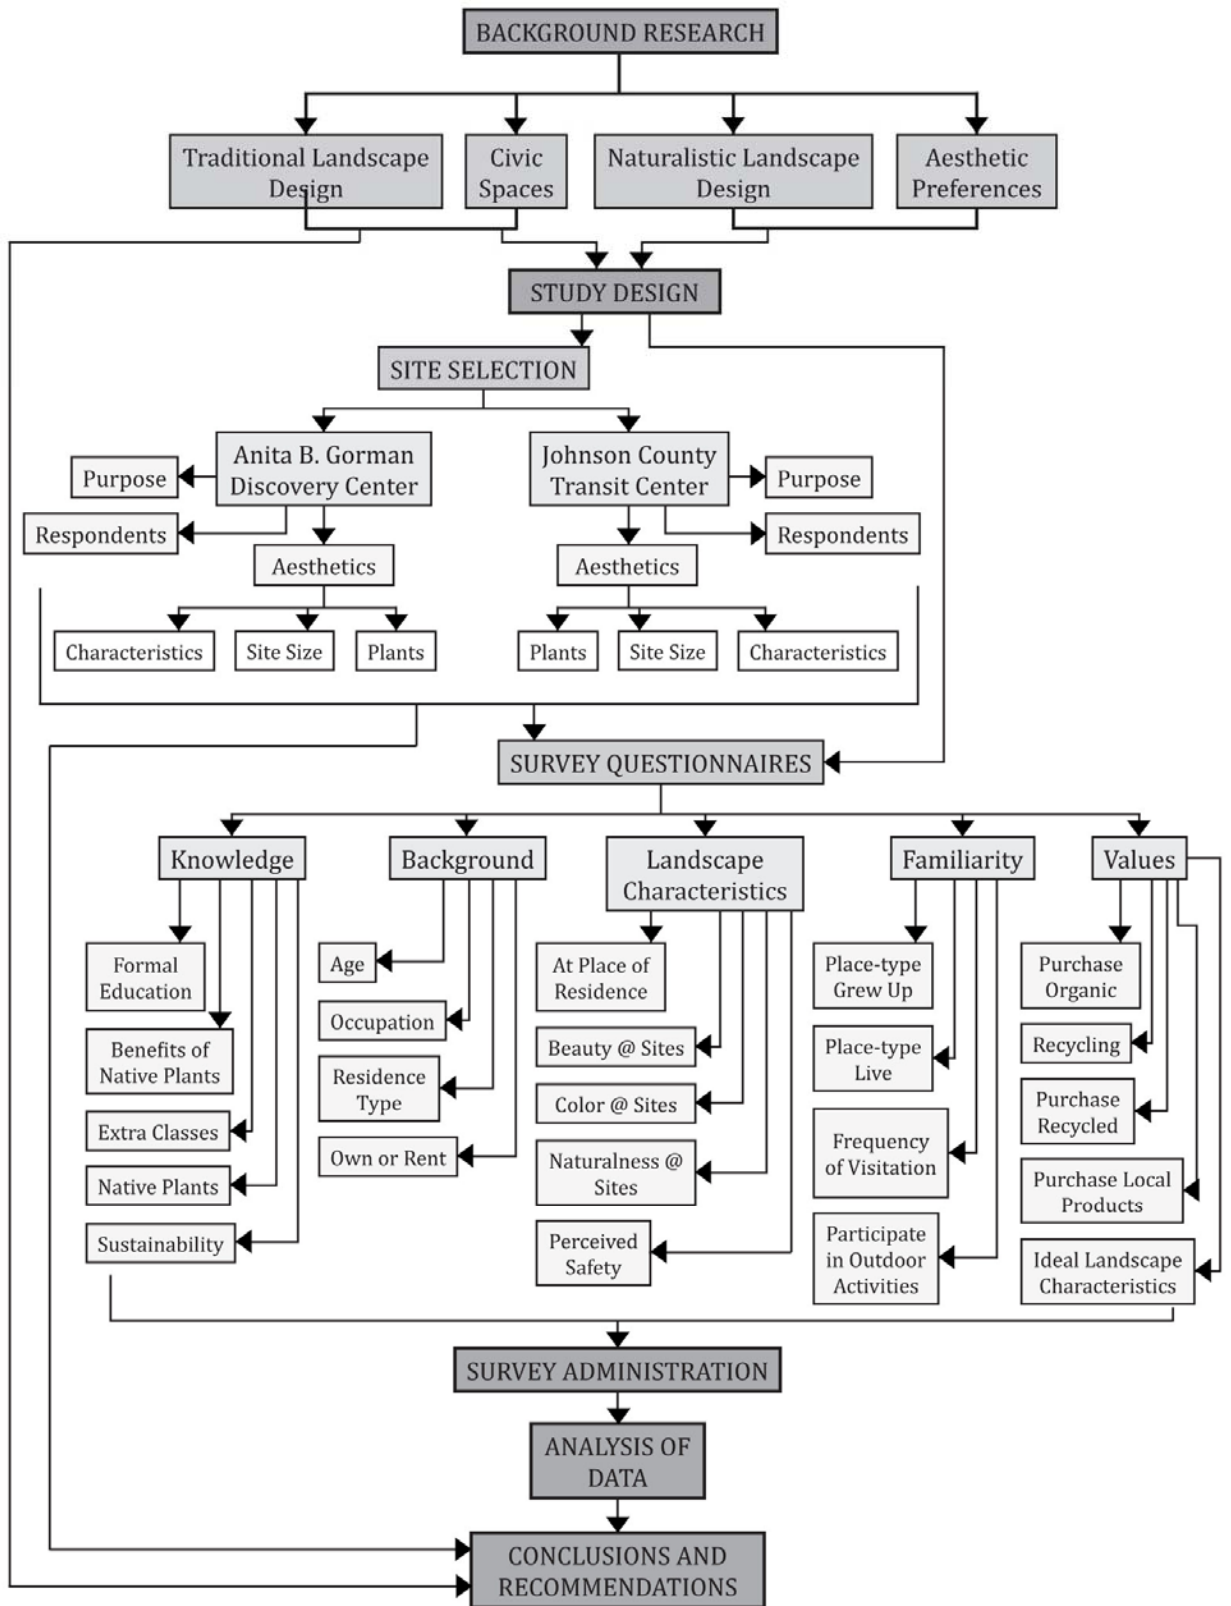 BACKGROUND RESEARCH
Traditional Landscape
Design
Civic
Spaces
Naturalistic Landscape
Design
Aesthetic
Preferences
STUDY DESIGN
SITE SELECTION
Anita B. Gorman
Discovery Center
Purpose
Respondents
Aesthetics
Characteristics
Site Size
Plants
Johnson County
Transit Center
Purpose
Respondents
Aesthetics
Plants
Site Size
Characteristics
SURVEY QUESTIONNAIRES
Knowledge
Formal
Education
Benefits of
Native Plants
Extra Classes
Native Plants
Sustainability
Background
Age
Occupation
Residence
Type
Own or Rent
Landscape
Characteristics
At Place of
Residence
Beauty @ Sites
Color @ Sites
Naturalness @
Sites
Perceived
Safety
Familiarity
Place-type
Grew Up
Place-type
Live
Frequency
of Visitation
Participate
in Outdoor
Activities
Values
Purchase
Organic
Recycling
Purchase
Recycled
Purchase Local
Products
Ideal Landscape
Characteristics
SURVEY ADMINISTRATION
ANALYSIS OF
DATA
CONCLUSIONS AND
RECOMMENDATIONS